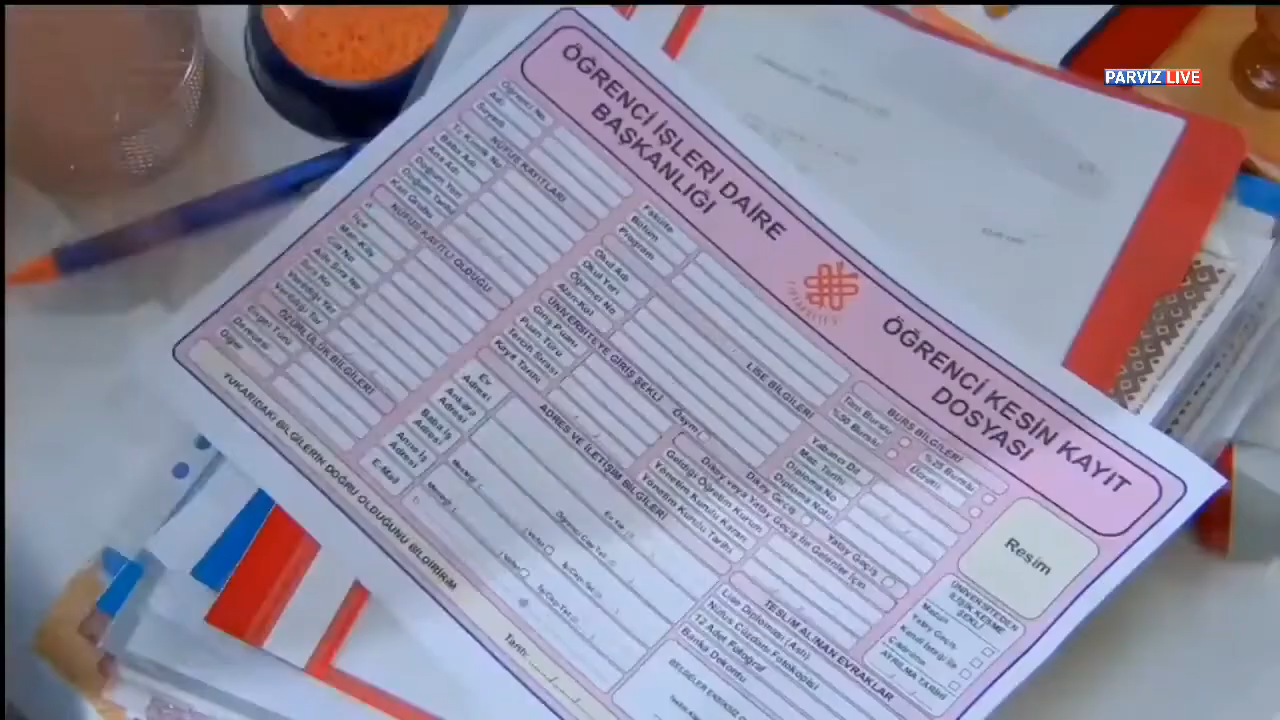 PARVIZ LIVE
ÖĞRENCİ İŞLERİ DAİRE
BAŞKANLIĞI
ÖĞRENCİ KESİN KAYIT
DOSYASI
Öğrenci No
Adı
Soyadı
NÜFUS KAYITLARI
Tc Kimlik No
Baba Adı
Ana Adı
Doğum Yeri
Doğum Tarihi
Kan Grubu
NÜFUS KAYITLI OLDUĞU
İl
İlçe
Mah-Köy
Cilt No
Aile Sıra No
Sıra No
Verildiği Yer
Verildiği Tar
ÖZÜRLÜLÜK BİLGİLERİ
Engel Türü
Derecesi
Diğer
Fakülte
Bölüm
Program
LİSE BİLGİLERİ
Okul Adı
Okul Yeri
Öğrenci No
Alan-Kol
ÜNİVERSİTEYE GİRİŞ ŞEKLİ
Giriş Puanı
Puan Türü
Tercih Sırası
Kayıt Tarihi
Ösym
Dikey Geçiş
Yatay Geçiş
Dikey veya Yatay Geçiş ile Gelenler İçin
Geldiği Öğretim Kurum
Yönetim Kurulu Kararı
Yönetim Kurulu Tarihi
BURS BİLGİLERİ
Tam Burslu
%50 Burslu
%25 Burslu
Ücretli
Yabancı Dil
Mez. Tarihi
Diploma No
Diploma Notu
ADRES VE İLETİŞİM BİLGİLERİ
Ev
Adresi
Ankara
Adresi
Baba İş
Adresi
Anne İş
Adresi
E-Mail
TESLİM ALINAN EVRAKLAR
Lise Diploması (Aslı)
Nüfus Cüzdanı Fotokopisi
12 Adet Fotoğraf
Banka Dekontu
Resim
ÜNİVERSİTEDEN
İLİŞİK KESME
ŞEKLİ
Mezun
Yatay Geçiş
Kendi İsteği İle
Çıkarılma
AYRILMA TARİHİ
YUKARIDAKİ BİLGİLERİN DOĞRU OLDUĞUNU BİLDİRİRİM
Tarih: